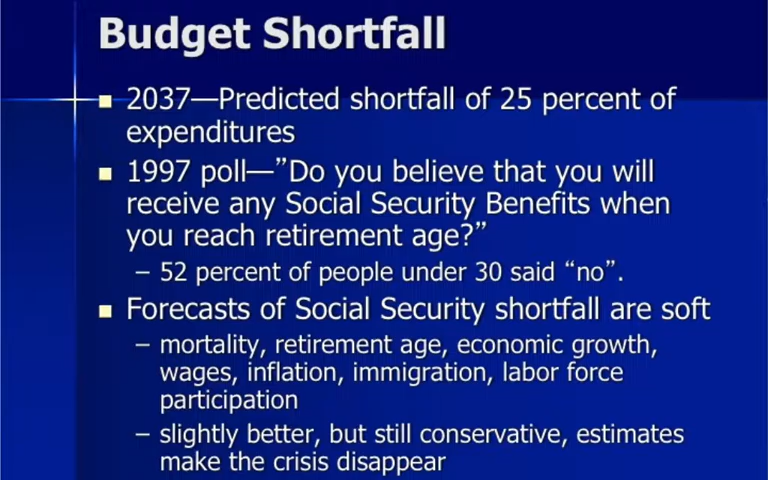 Budget Shortfall
■ 2037—Predicted shortfall of 25 percent of
expenditures
■ 1997 poll—”Do you believe that you will
receive any Social Security Benefits when
you reach retirement age?”
– 52 percent of people under 30 said “no”.
■ Forecasts of Social Security shortfall are soft
– mortality, retirement age, economic growth,
wages, inflation, immigration, labor force
participation
– slightly better, but still conservative, estimates
make the crisis disappear